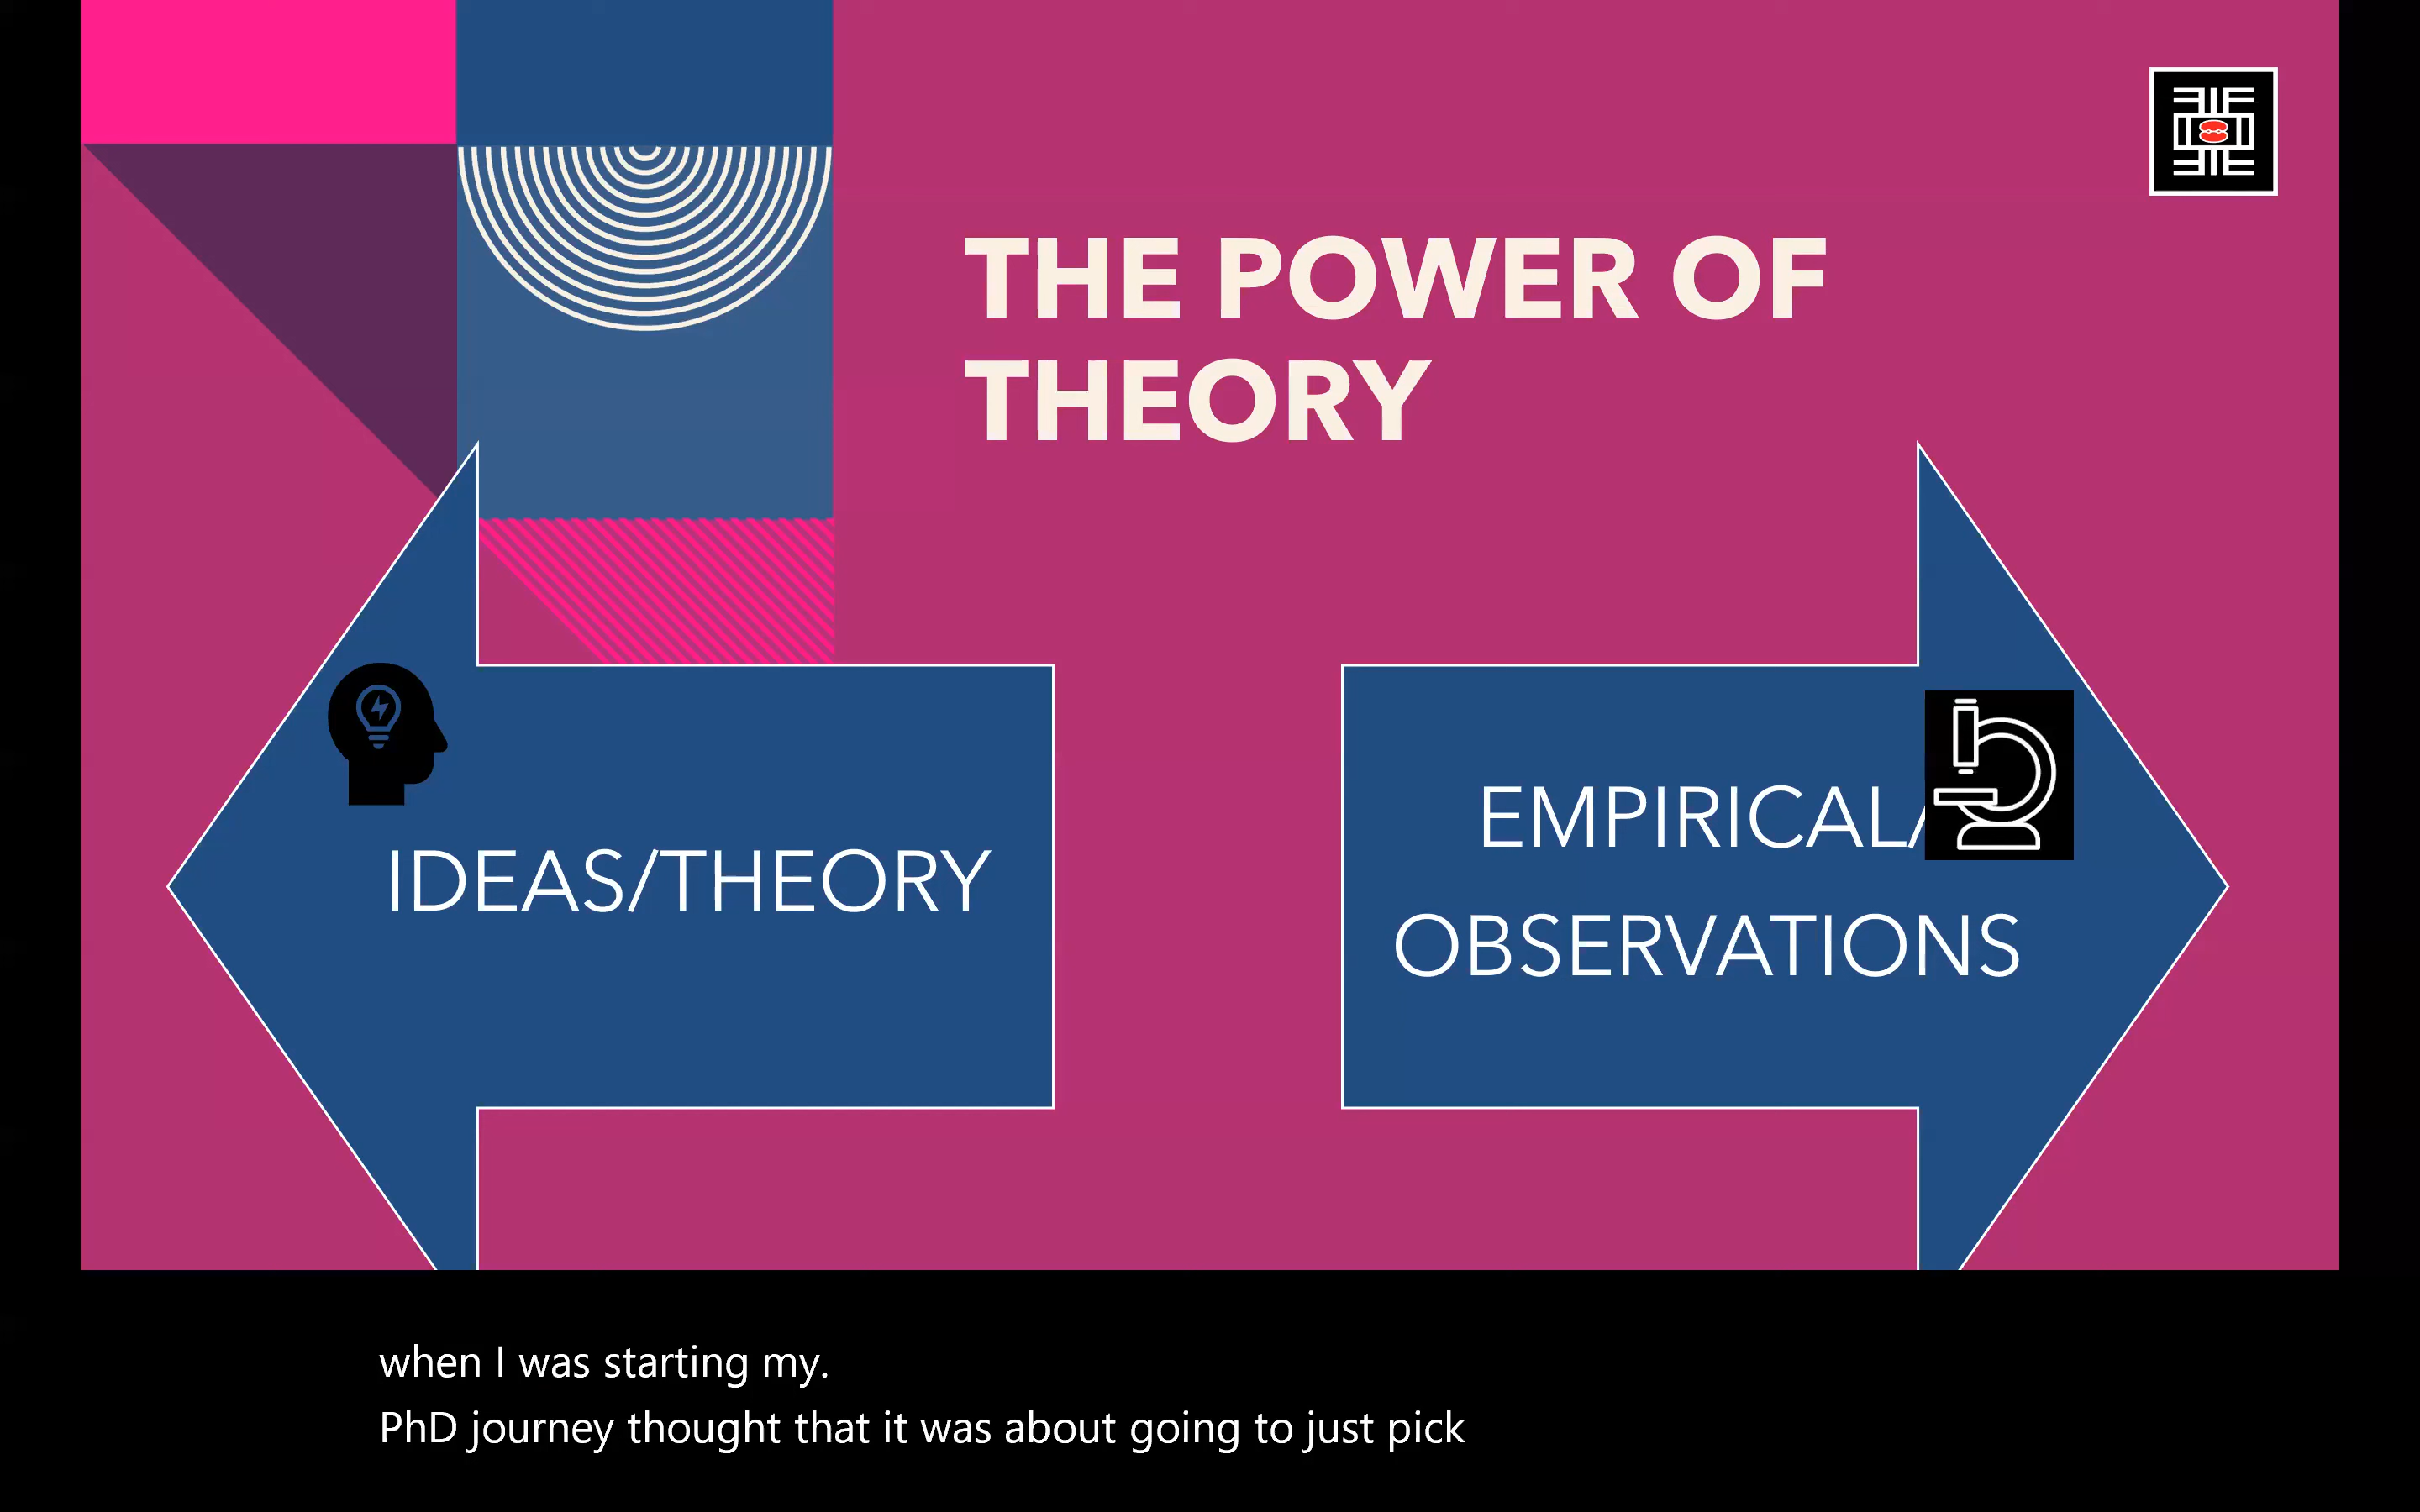 THE POWER OF
THEORY
IDEAS/THEORY
EMPIRICAL/
OBSERVATIONS
when I was starting my.
PhD journey thought that it was about going to just pick